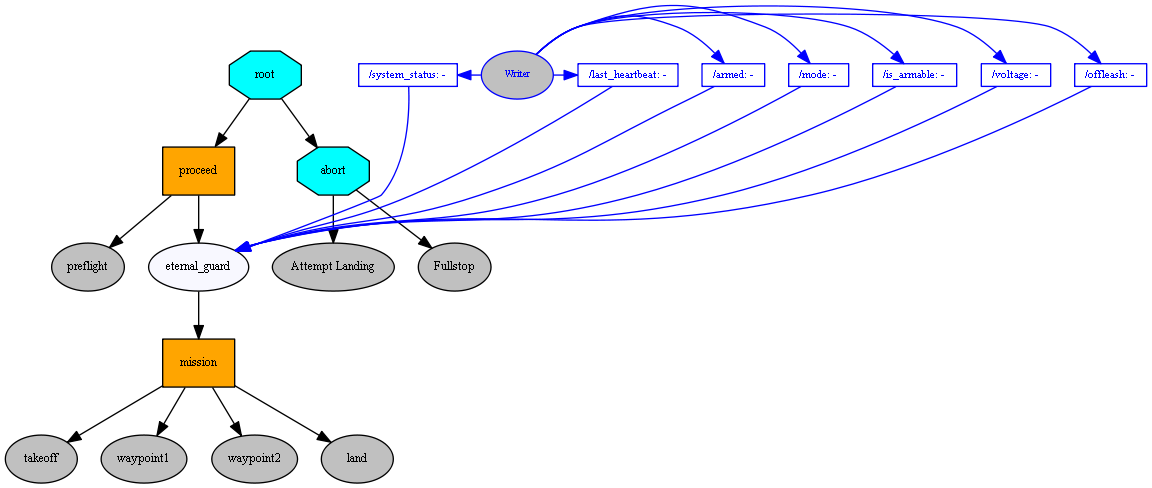 root
/system_status: -
Writer
/last_heartbeat: -
/armed: -
/mode: -
/is_armable: -
/voltage: -
/offleash: -
proceed
abort
preflight
eternal_guard
Attempt Landing
Fullstop
mission
takeoff
waypoint1
waypoint2
land